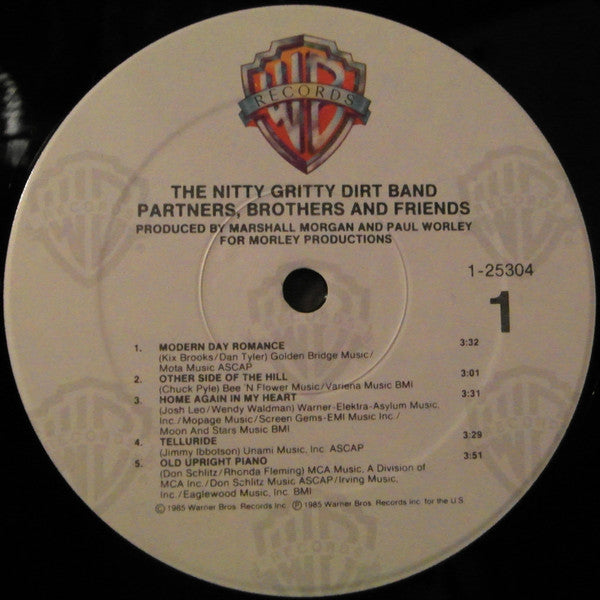 WB
RECORDS
THE NITTY GRITTY DIRT BAND
PARTNERS, BROTHERS AND FRIENDS
PRODUCED BY MARSHALL MORGAN AND PAUL WORLEY
FOR MORLEY PRODUCTIONS
1-25304
1
1. MODERN DAY ROMANCE 3:32
(Kix Brooks/Dan Tyler) Golden Bridge Music/
Mota Music ASCAP
2. OTHER SIDE OF THE HILL 3:01
(Chuck Pyle) Bee 'N Flower Music/Variena Music BMI
3. HOME AGAIN IN MY HEART 3:31
(Josh Leo/Wendy Waldman) Warner-Elektra-Asylum Music,
Inc./Mopage Music/Screen Gems-EMI Music Inc./
Moon And Stars Music BMI
4. TELLURIDE 3:29
(Jimmy Ibbotson) Unami Music, Inc. ASCAP
5. OLD UPRIGHT PIANO 3:51
(Don Schlitz/Rhonda Fleming) MCA Music, A Division of
MCA Inc./Don Schlitz Music ASCAP/Irving Music,
Inc./Eaglewood Music, Inc. BMI
© 1985 Warner Bros. Records Inc. ℗ 1985 Warner Bros. Records Inc. for the U.S.